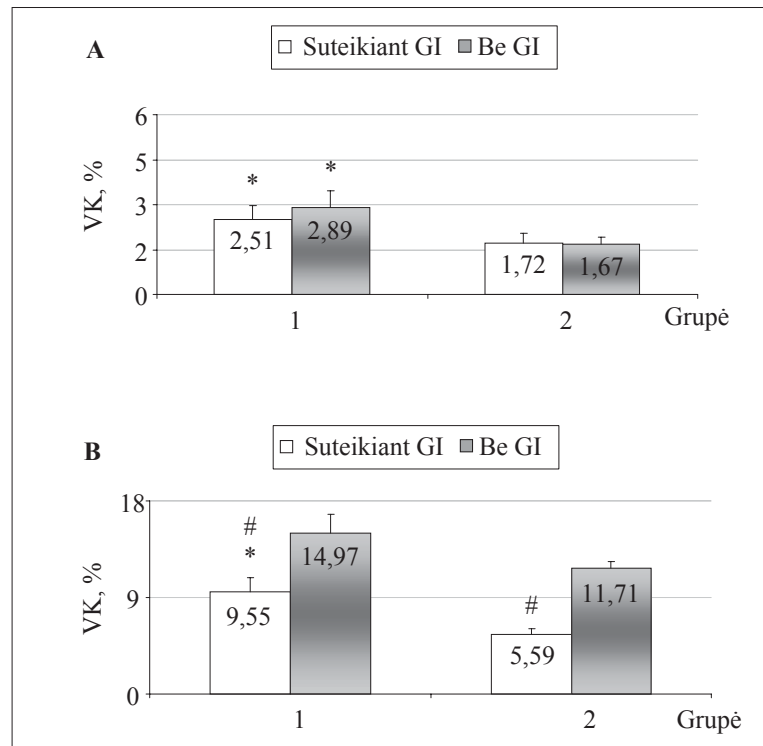 A
Suteikiant GI Be GI
VK, %
6
5
3
2
0
* *
2,51 2,89 1,72 1,67
1 2 Grupė
B
Suteikiant GI Be GI
VK, %
18
9
0
#
*
#
9,55 14,97 5,59 11,71
1 2 Grupė